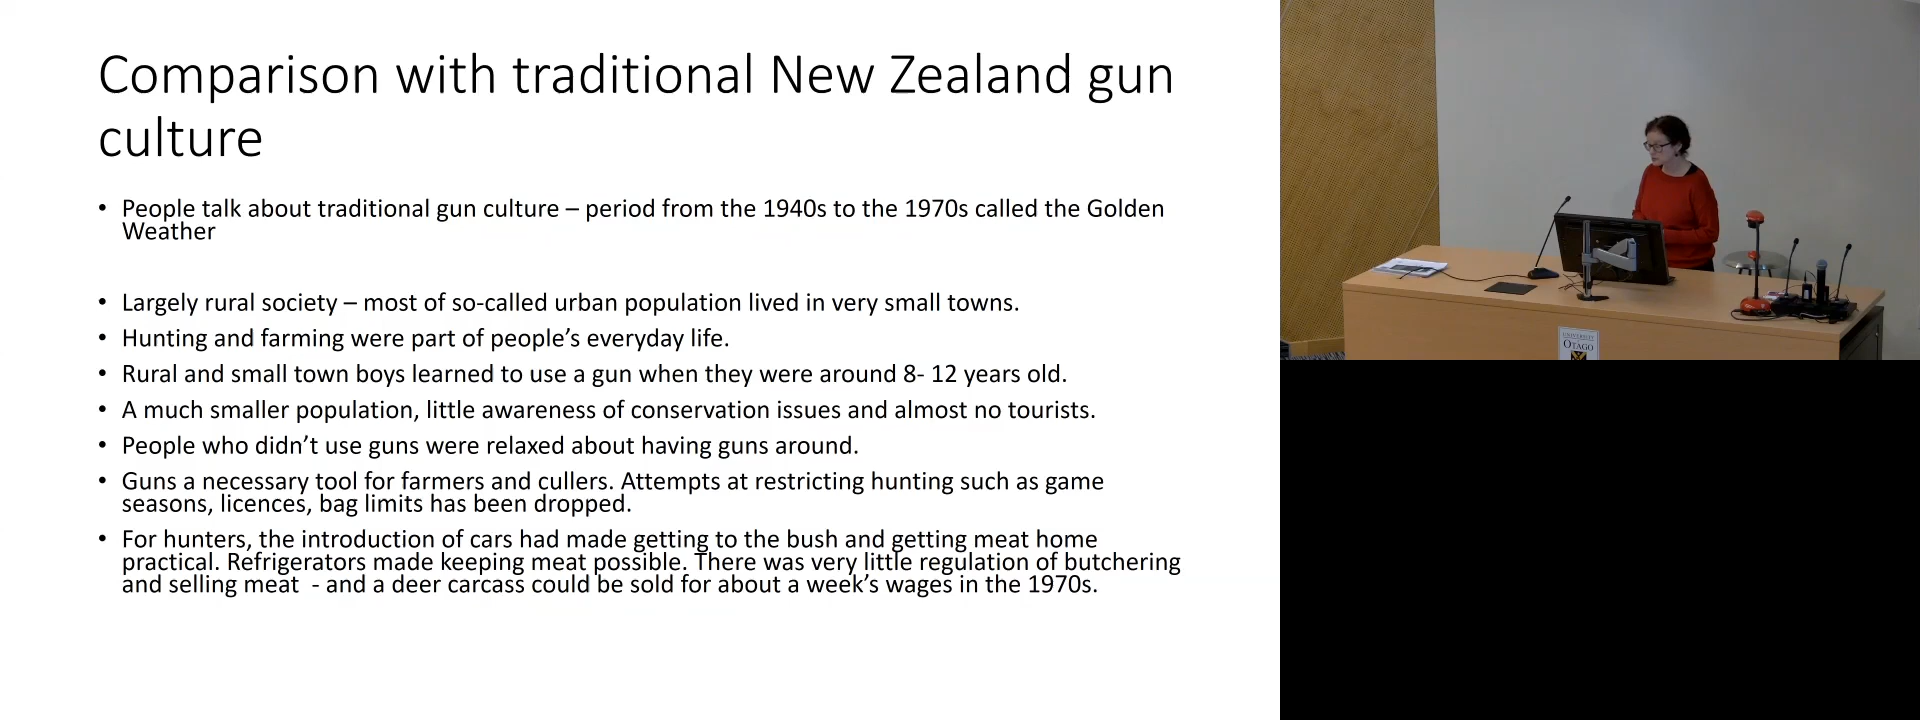 Comparison with traditional New Zealand gun
culture
• People talk about traditional gun culture – period from the 1940s to the 1970s called the Golden
Weather
• Largely rural society – most of so-called urban population lived in very small towns.
• Hunting and farming were part of people’s everyday life.
• Rural and small town boys learned to use a gun when they were around 8- 12 years old.
• A much smaller population, little awareness of conservation issues and almost no tourists.
• People who didn’t use guns were relaxed about having guns around.
• Guns a necessary tool for farmers and cullers. Attempts at restricting hunting such as game
seasons, licences, bag limits has been dropped.
• For hunters, the introduction of cars had made getting to the bush and getting meat home
practical. Refrigerators made keeping meat possible. There was very little regulation of butchering
and selling meat  - and a deer carcass could be sold for about a week’s wages in the 1970s.
UNIVERSITY
OTAGO